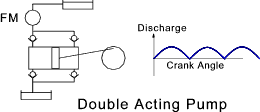 FM
Discharge
Crank Angle
Double Acting Pump